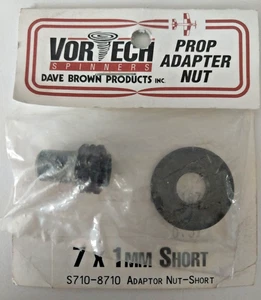 VORTECH
SPINNERS
DAVE BROWN PRODUCTS INC.
PROP
ADAPTER
NUT
7 X 1MM SHORT
S710-8710 ADAPTOR NUT-SHORT